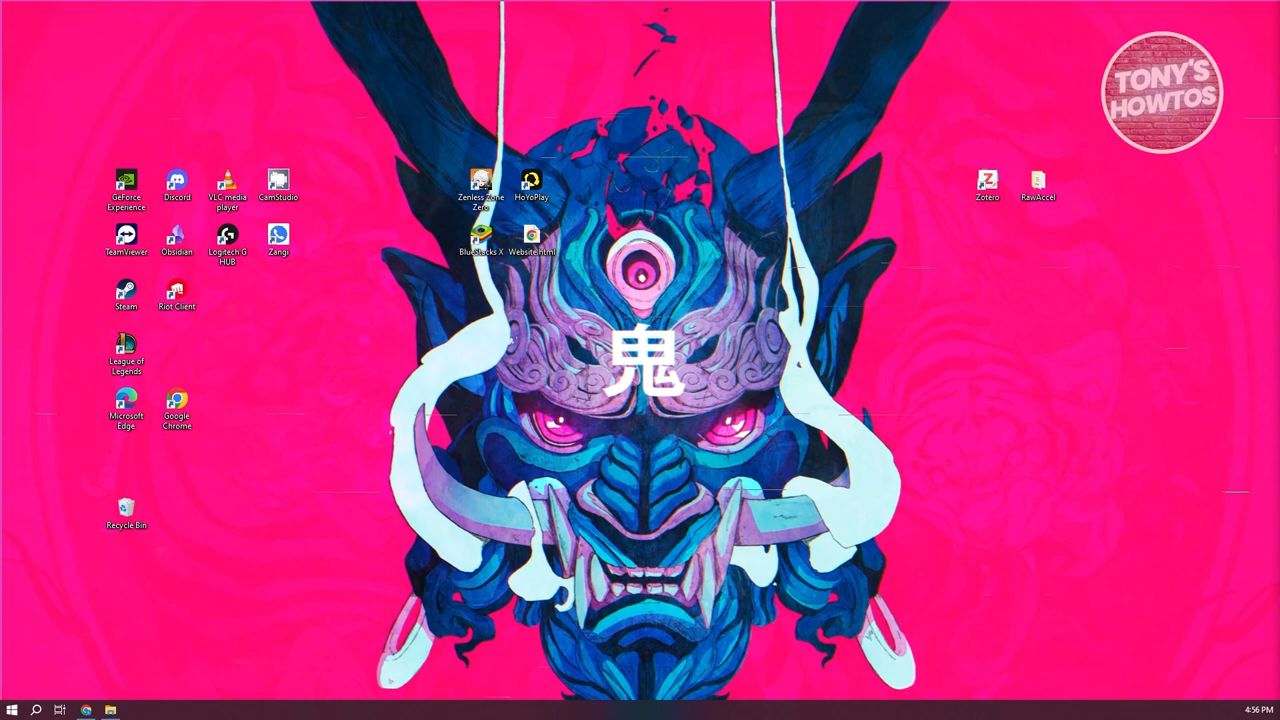 TONY'S
HOWTOS
GeForce
Experience
Discord
VLC media
player
CamStudio
Zenless Zone
Zero
HoYoPlay
Zotero
RawAccel
TeamViewer
Obsidian
Logitech G
HUB
Zangi
BlueStacks X
Website.html
Steam
Riot Client
鬼
League of
Legends
Microsoft
Edge
Google
Chrome
Recycle Bin
4:56 PM